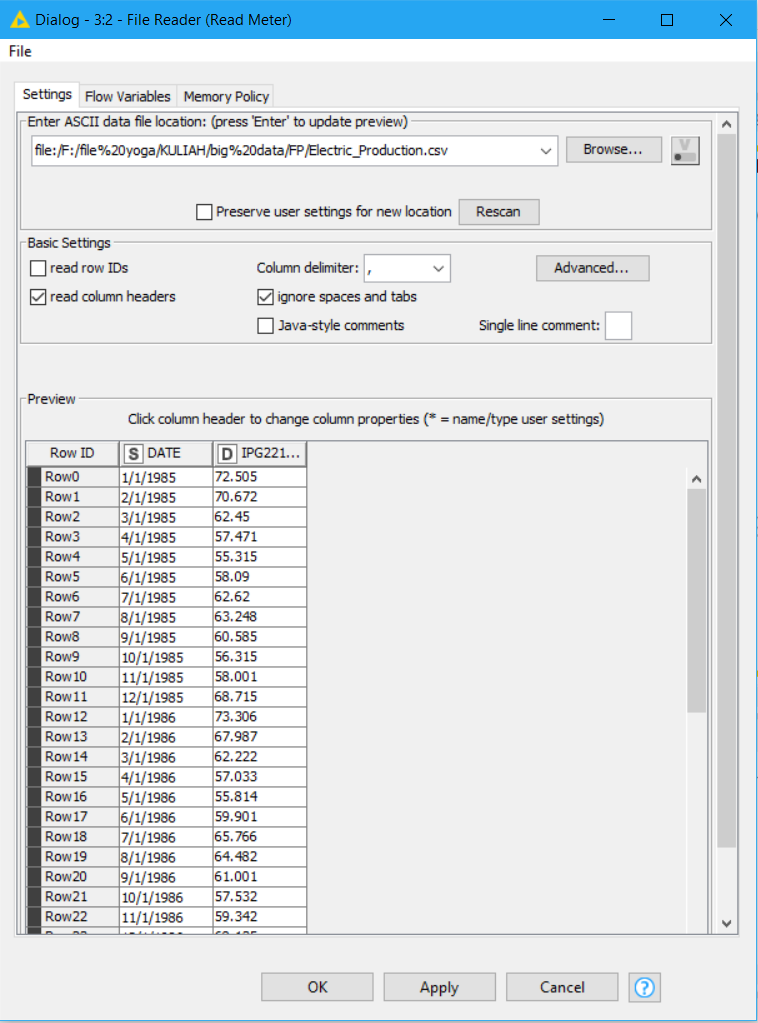 Dialog - 3:2 - File Reader (Read Meter)
File
Settings Flow Variables Memory Policy
Enter ASCII data file location: (press 'Enter' to update preview)
file:/F:/file%20yoga/KULIAH/big%20data/FP/Electric_Production.csv Browse... V
Preserve user settings for new location Rescan
Basic Settings
read row IDs Column delimiter: , Advanced...
read column headers ignore spaces and tabs
Java-style comments Single line comment:
Preview
Click column header to change column properties (* = name/type user settings)
Row ID S DATE D IPG221...
Row0 1/1/1985 72.505
Row1 2/1/1985 70.672
Row2 3/1/1985 62.45
Row3 4/1/1985 57.471
Row4 5/1/1985 55.315
Row5 6/1/1985 58.09
Row6 7/1/1985 62.62
Row7 8/1/1985 63.248
Row8 9/1/1985 60.585
Row9 10/1/1985 56.315
Row10 11/1/1985 58.001
Row11 12/1/1985 68.715
Row12 1/1/1986 73.306
Row13 2/1/1986 67.987
Row14 3/1/1986 62.222
Row15 4/1/1986 57.033
Row16 5/1/1986 55.814
Row17 6/1/1986 59.901
Row18 7/1/1986 65.766
Row19 8/1/1986 64.482
Row20 9/1/1986 61.001
Row21 10/1/1986 57.532
Row22 11/1/1986 59.342
OK Apply Cancel ?